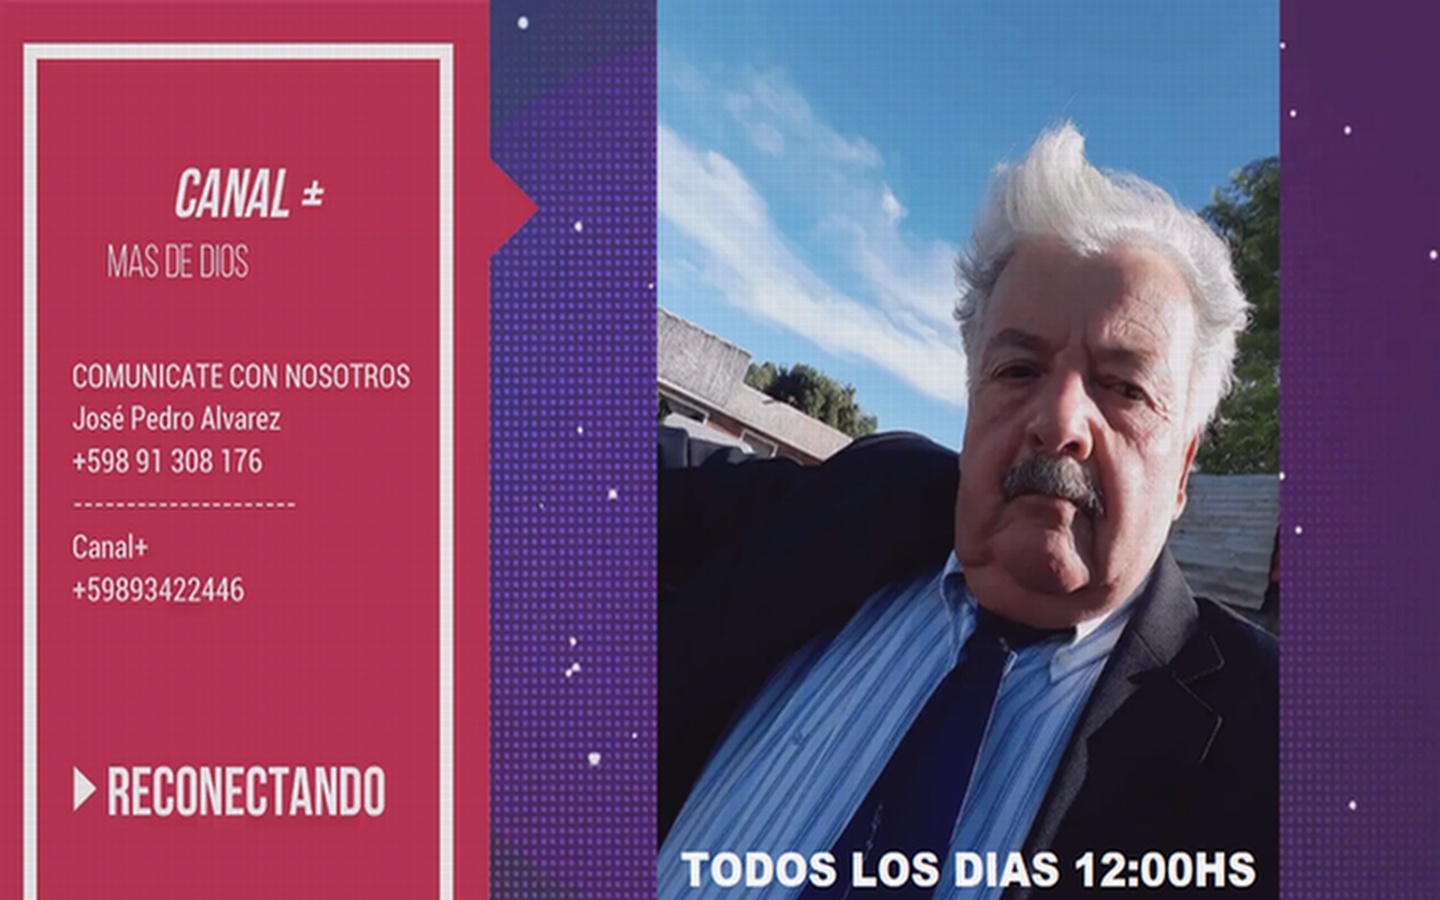 CANAL ±
MAS DE DIOS
COMUNICATE CON NOSOTROS
José Pedro Alvarez
+598 91 308 176
---------------------
Canal+
+59893422446
RECONECTANDO
TODOS LOS DIAS 12:00HS